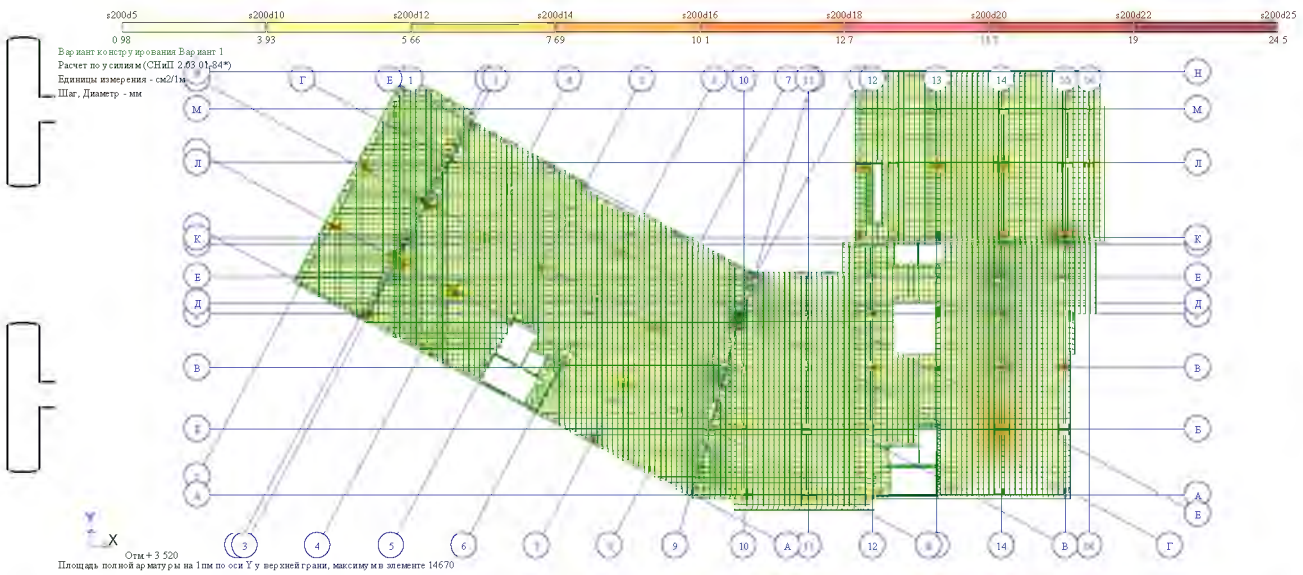 s200d5 s200d10 s200d12 s200d14 s200d16 s200d18 s200d20 s200d22 s200d25
0.98 3.93 5.66 7.69 10.1 12.7 19 24.5
Вариант конструирования Вариант 1
Расчет по усилиям (СНиП 2.03.01-84*)
Единицы измерения - см2/1м
Шаг, Диаметр - мм
Г Е 1 10 7 12 13 14 Н
М М
Л Л
К К
Е Е
Д Д
В В
Б Б
А А
Е
Y
X
3 4 5 6 9 10 А 11 12 14 В Г
Отм + 3 520
Площадь полной арматуры на 1пм по оси Y у верхней грани, максимум в элементе 14670